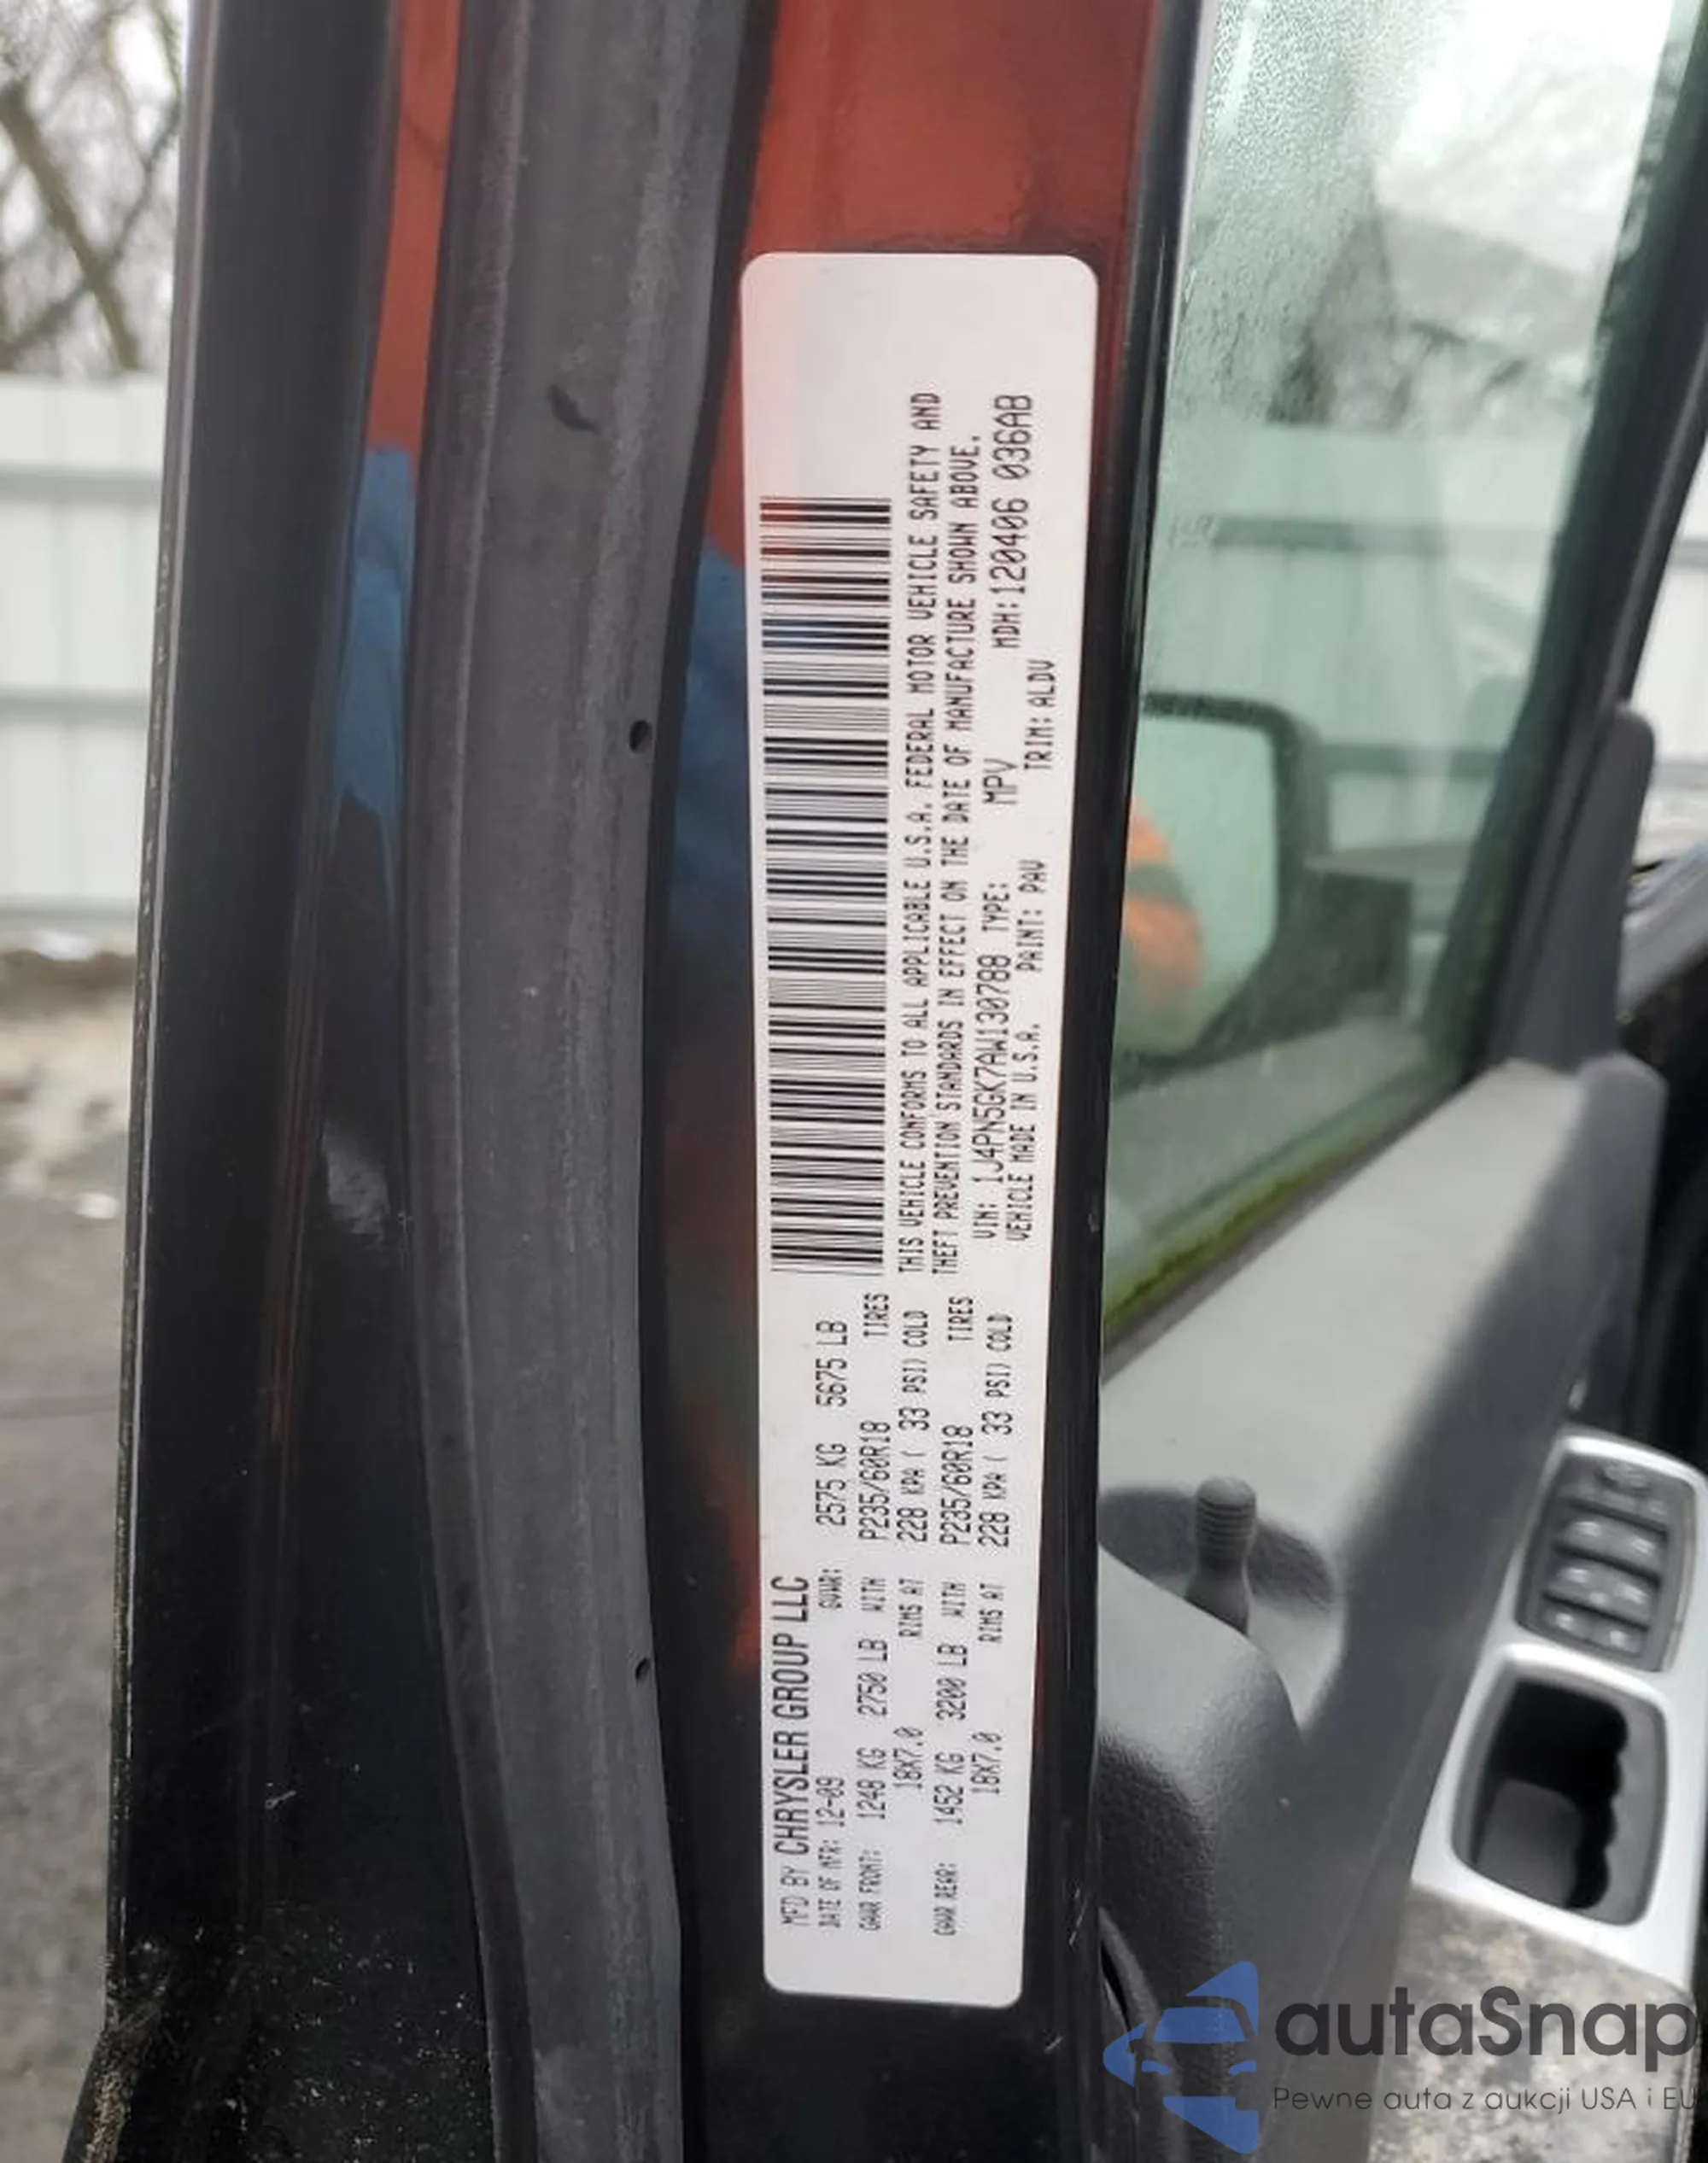 MFD BY CHRYSLER GROUP LLC
DATE OF MFR: 12-09 GVWR: 2575 KG 5675 LB
GAWR FRONT: 1248 KG 2750 LB WITH P235/60R18 TIRES
18X7.0 RIMS AT 228 KPA ( 33 PSI) COLD
GAWR REAR: 1452 KG 3200 LB WITH P235/60R18 TIRES
18X7.0 RIMS AT 228 KPA ( 33 PSI) COLD
THIS VEHICLE CONFORMS TO ALL APPLICABLE U.S.A. FEDERAL MOTOR VEHICLE SAFETY AND
THEFT PREVENTION STANDARDS IN EFFECT ON THE DATE OF MANUFACTURE SHOWN ABOVE.
VIN: 1J4PN5GK7AW130788 TYPE: MPV MDH:120406 036AB
VEHICLE MADE IN U.S.A. PAINT: PAV TRIM: ALDV
autaSnap
Pewne auta z aukcji USA i EU